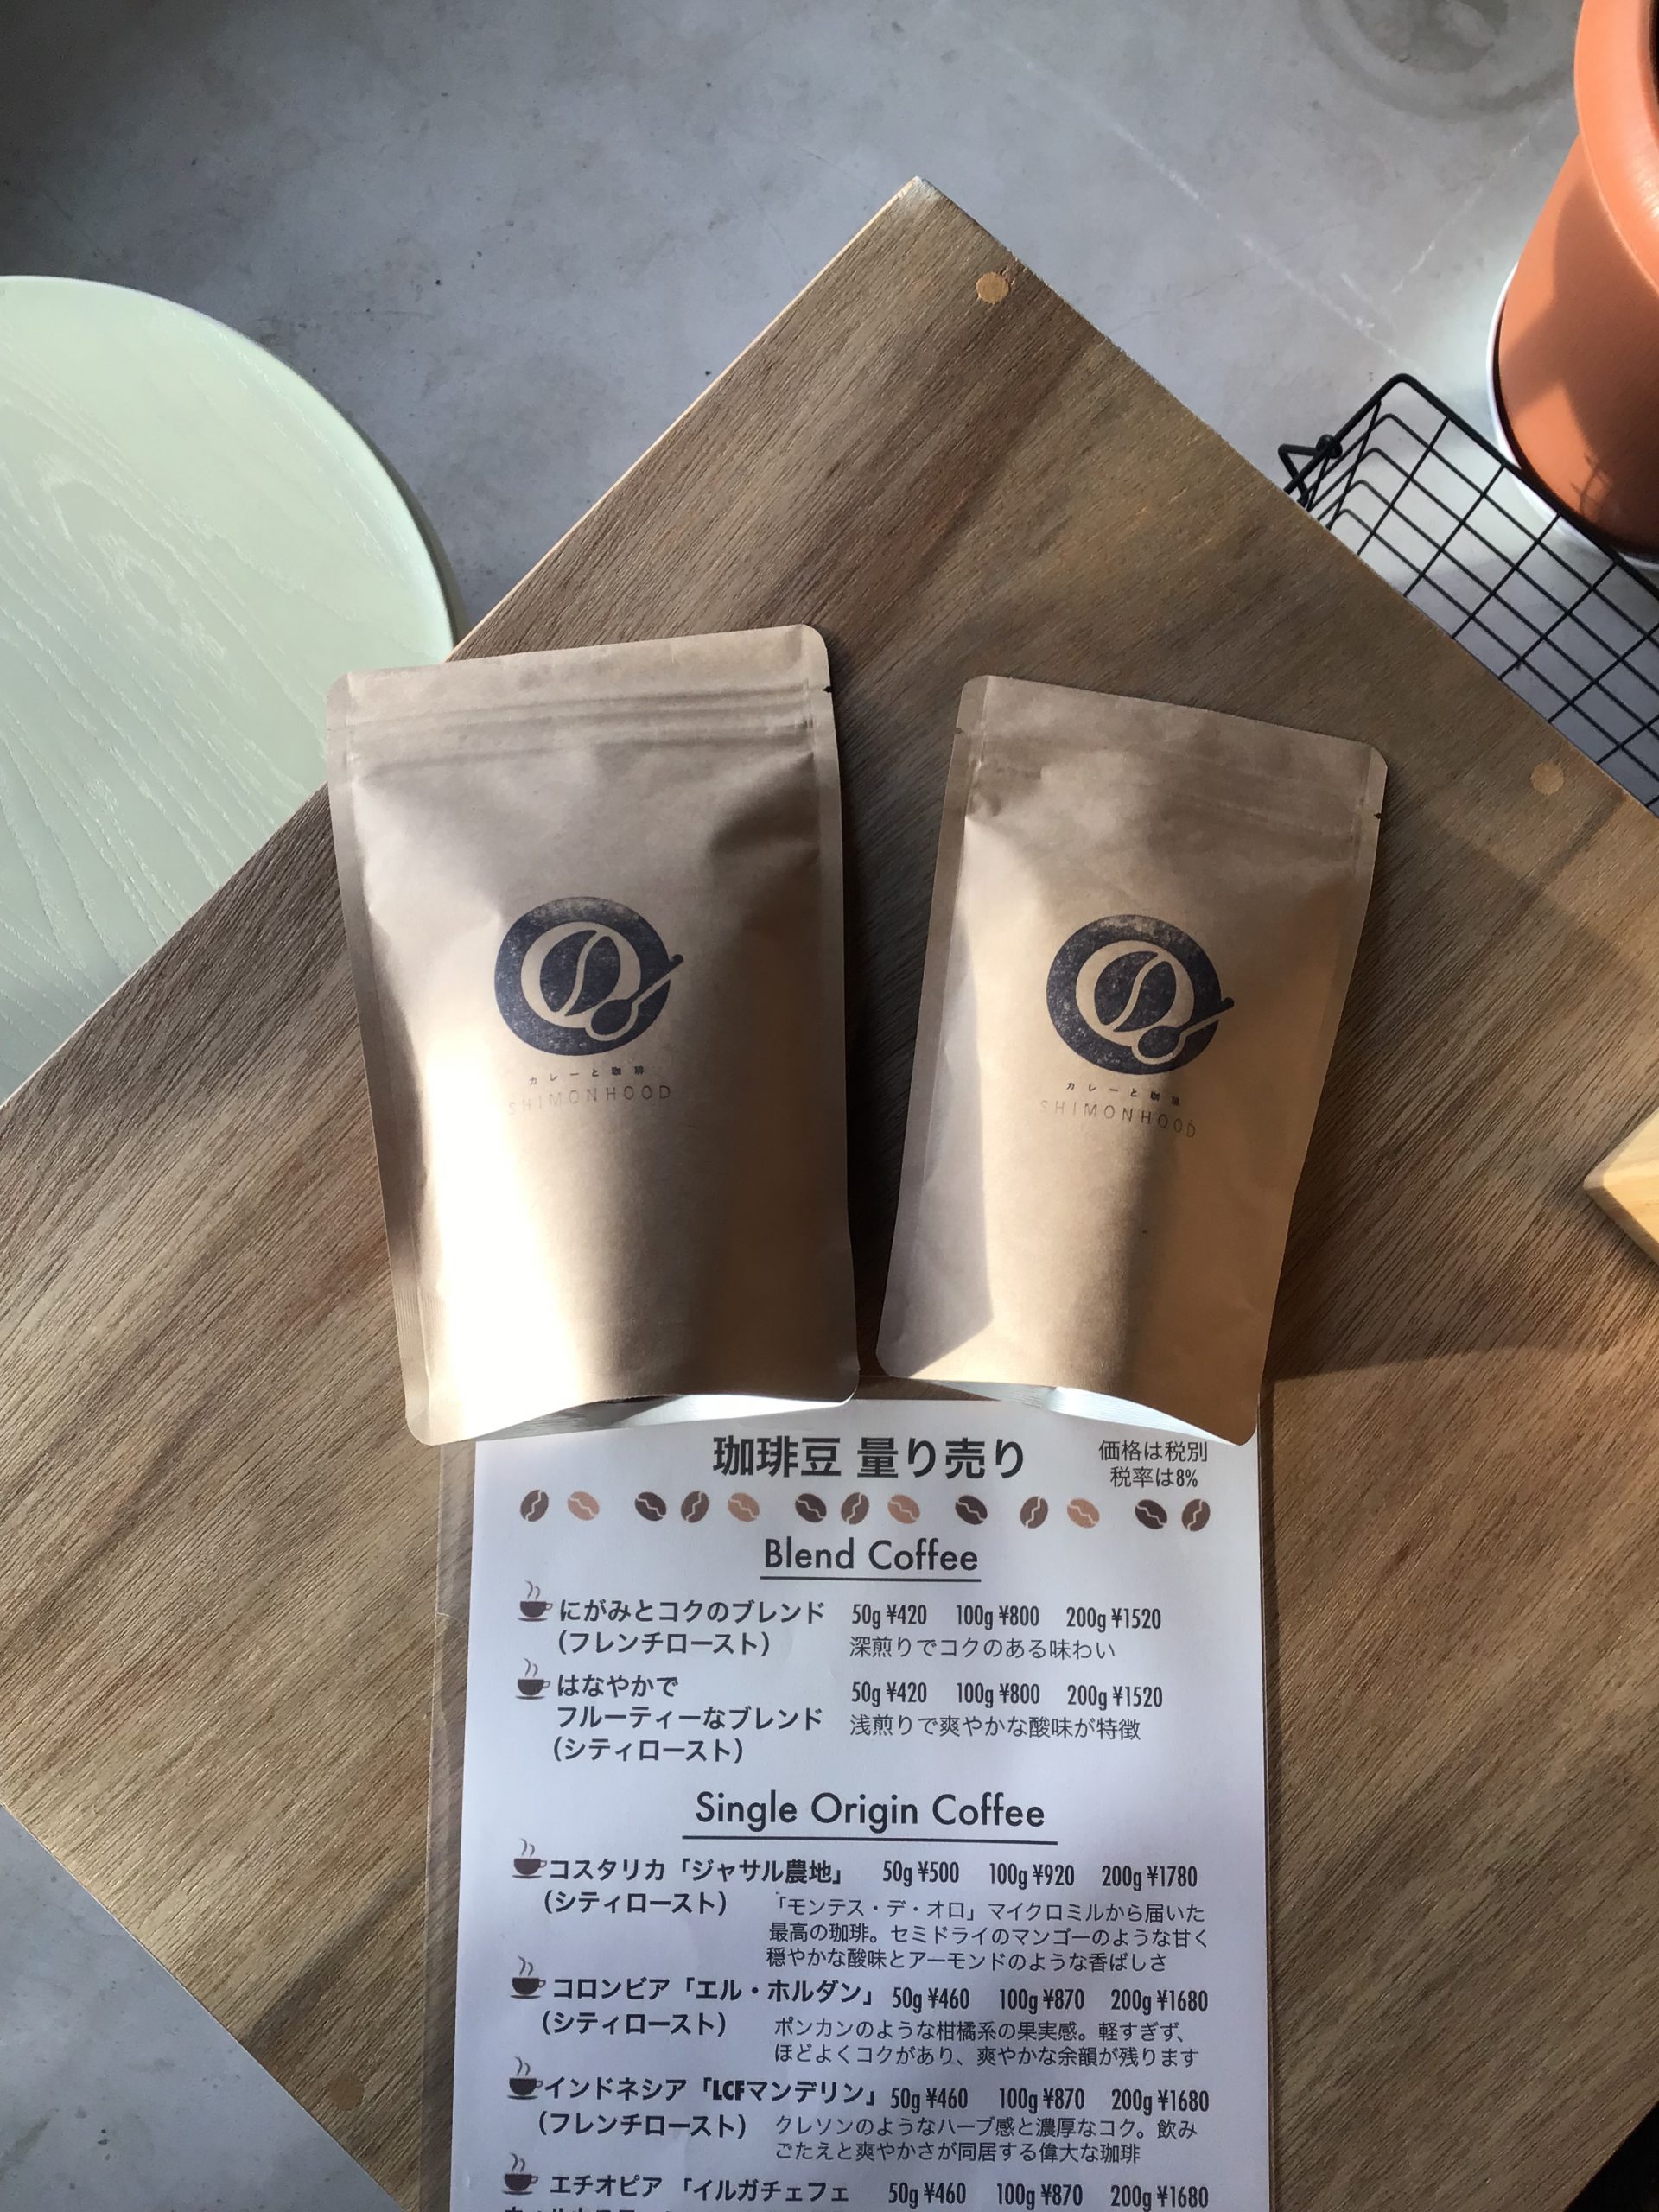 カレーと珈琲
SHIMONHOOD
カレーと珈琲
SHIMONHOOD
珈琲豆 量り売り
価格は税別
税率は8%
Blend Coffee
にがみとコクのブレンド 50g ¥420 100g ¥800 200g ¥1520
(フレンチロースト) 深煎りでコクのある味わい
はなやかで 50g ¥420 100g ¥800 200g ¥1520
フルーティーなブレンド 浅煎りで爽やかな酸味が特徴
(シティロースト)
Single Origin Coffee
コスタリカ「ジャサル農地」 50g ¥500 100g ¥920 200g ¥1780
(シティロースト) 「モンテス・デ・オロ」マイクロミルから届いた
最高の珈琲。セミドライのマンゴーのような甘く
穏やかな酸味とアーモンドのような香ばしさ
コロンビア「エル・ホルダン」 50g ¥460 100g ¥870 200g ¥1680
(シティロースト) ポンカンのような柑橘系の果実感。軽すぎず、
ほどよくコクがあり、爽やかな余韻が残ります
インドネシア「LCFマンデリン」 50g ¥460 100g ¥870 200g ¥1680
(フレンチロースト) クレソンのようなハーブ感と濃厚なコク。飲み
ごたえと爽やかさが同居する偉大な珈琲
エチオピア「イルガチェフェ 50g ¥460 100g ¥870 200g ¥1680